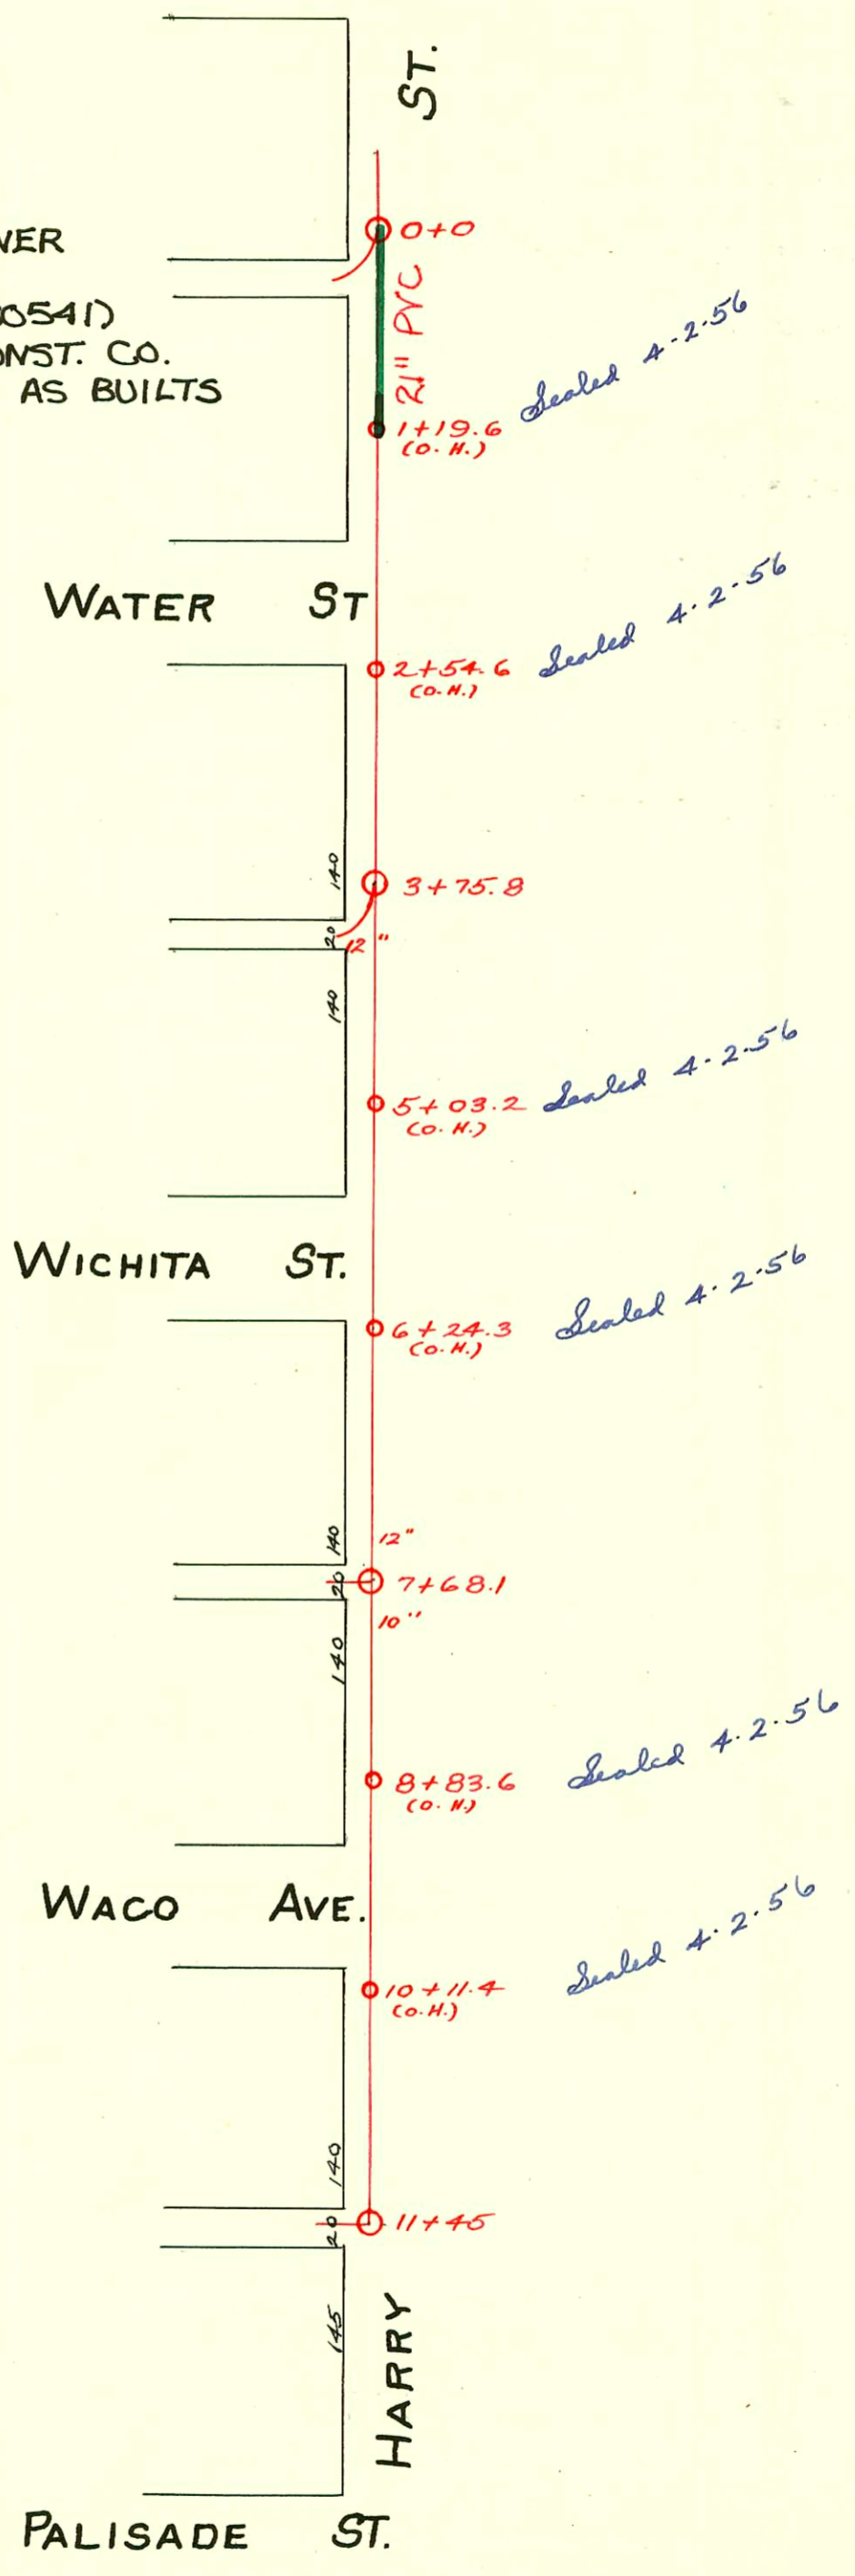 ST.
0+0
VER
21" PVC
0541)
ONST. CO.
AS BUILTS
1+19.6
(O.H.)
Sealed 4-2-56
WATER ST
2+54.6
(O.H.)
Sealed 4.2.56
140
3+75.8
20
12"
140
5+03.2
(O.H.)
Sealed 4.2.56
WICHITA ST.
6+24.3
(O.H.)
Sealed 4.2.56
140
12"
20
7+68.1
10"
140
8+83.6
(O.H.)
Sealed 4.2.56
WACO AVE.
10+11.4
(O.H.)
Sealed 4.2.56
140
20
11+45
145
HARRY
PALISADE ST.